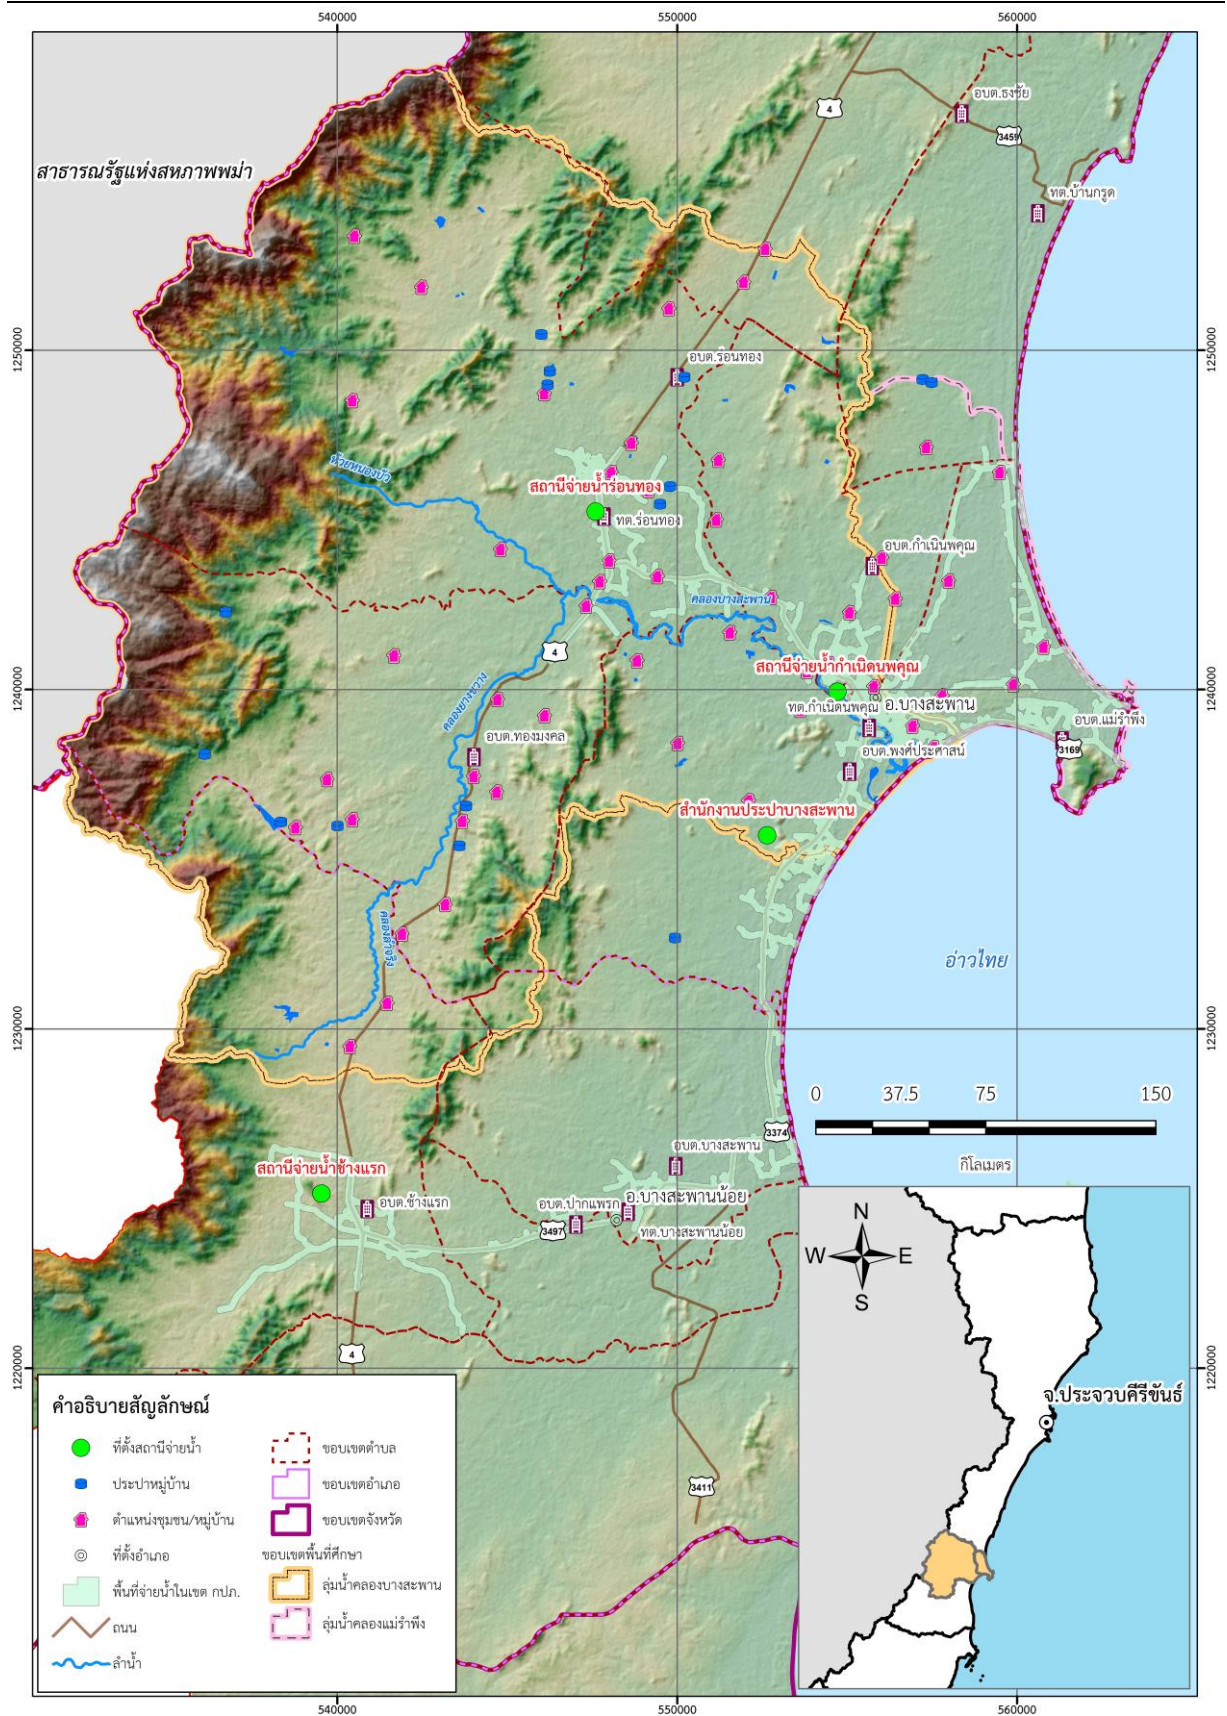 540000
550000
560000
4
อบต.ธงชัย
3459
สาธารณรัฐแห่งสหภาพพม่า
ทต.บ้านกรูด
1250000
1250000
อบต.ร่อนทอง
ห้วยหนองบัว
สถานีจ่ายน้ำร่อนทอง
ทต.ร่อนทอง
อบต.กำเนินพคุณ
คลองบางสะพาน
4
สถานีจ่ายน้ำกำเนิดนพคุณ
1240000
1240000
คลองยางขวาง
ทต.กำเนิดนพคุณ
อ.บางสะพาน
อบต.แม่รำพึง
อบต.ทองมงคล
อบต.พงศ์ประศาสน์
3169
สำนักงานประปาบางสะพาน
อ่าวไทย
1230000
1230000
0
37.5
75
150
3374
กิโลเมตร
อบต.บางสะพาน
สถานีจ่ายน้ำช้างแรก
อบต.ช้างแรก
อบต.ปากแพรก
อ.บางสะพานน้อย
3497
ทต.บางสะพานน้อย
N
W
E
S
4
1220000
1220000
3411
จ.ประจวบคีรีขันธ์
คำอธิบายสัญลักษณ์
ที่ตั้งสถานีจ่ายน้ำ
ประปาหมู่บ้าน
ตำแหน่งชุมชน/หมู่บ้าน
ที่ตั้งอำเภอ
พื้นที่จ่ายน้ำในเขต กปภ.
ถนน
ลำน้ำ
ขอบเขตตำบล
ขอบเขตอำเภอ
ขอบเขตจังหวัด
ขอบเขตพื้นที่ศึกษา
ลุ่มน้ำคลองบางสะพาน
ลุ่มน้ำคลองแม่รำพึง
540000
550000
560000